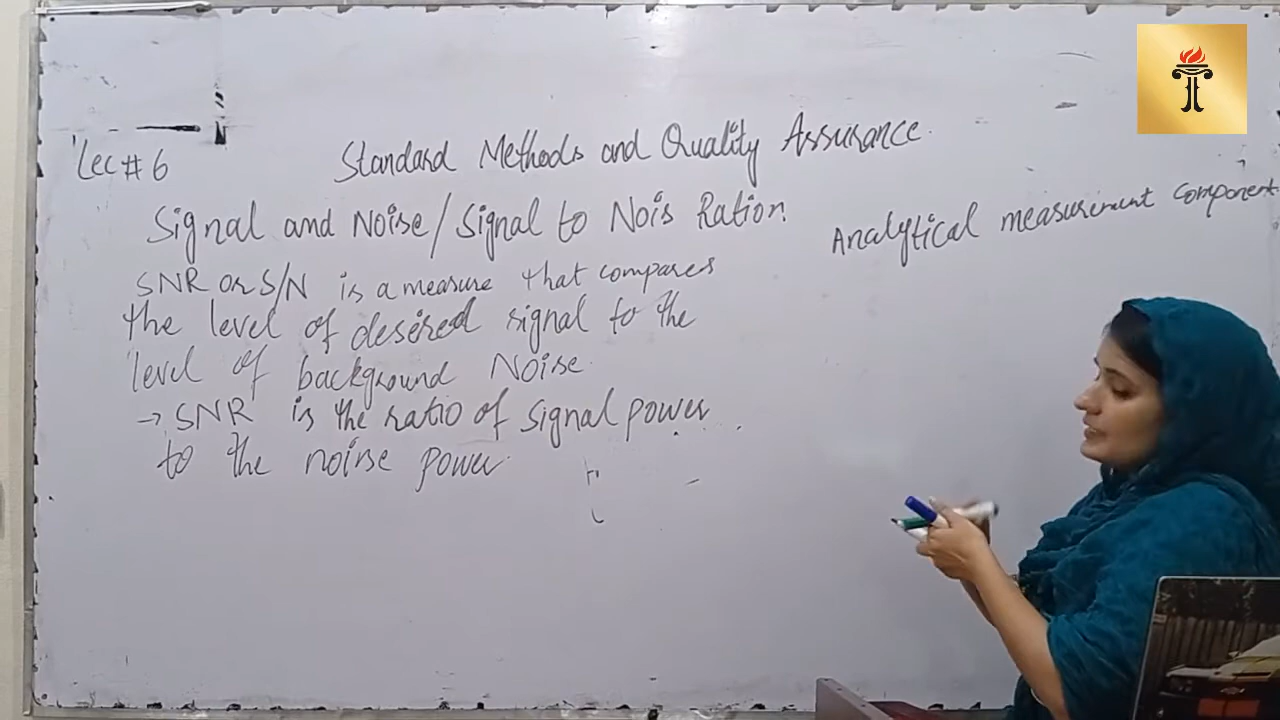 Lec # 6
Standard Methods and Quality Assurance.
Signal and Noise/Signal to Nois Ration
SNR or S/N is a measure that compares
the level of desired signal to the
level of background Noise.
→ SNR is the ratio of signal power
to the noise power.
Analytical measurement Component